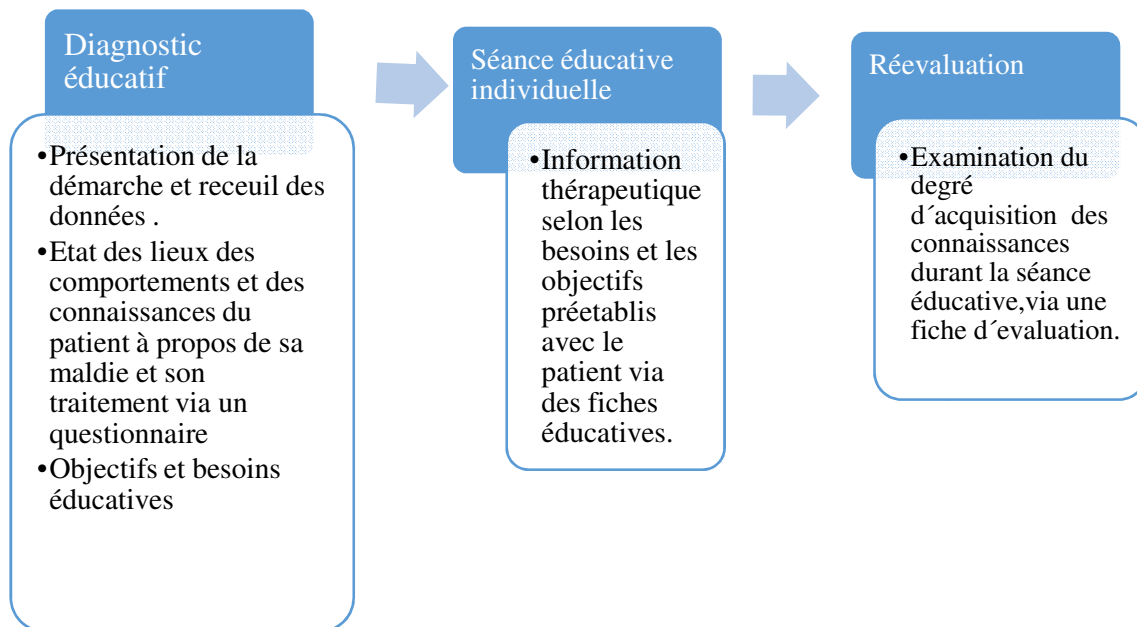 Diagnostic
éducatif
•Présentation de la
démarche et receuil des
données .
•Etat des lieux des
comportements et des
connaissances du
patient à propos de sa
maldie et son
traitement via un
questionnaire
•Objectifs et besoins
éducatives
Séance éducative
individuelle
•Information
thérapeutique
selon les
besoins et les
objectifs
préetablis
avec le
patient via
des fiches
éducatives.
Réevaluation
•Examination du
degré
d´acquisition des
connaissances
durant la séance
éducative,via une
fiche d´evaluation.